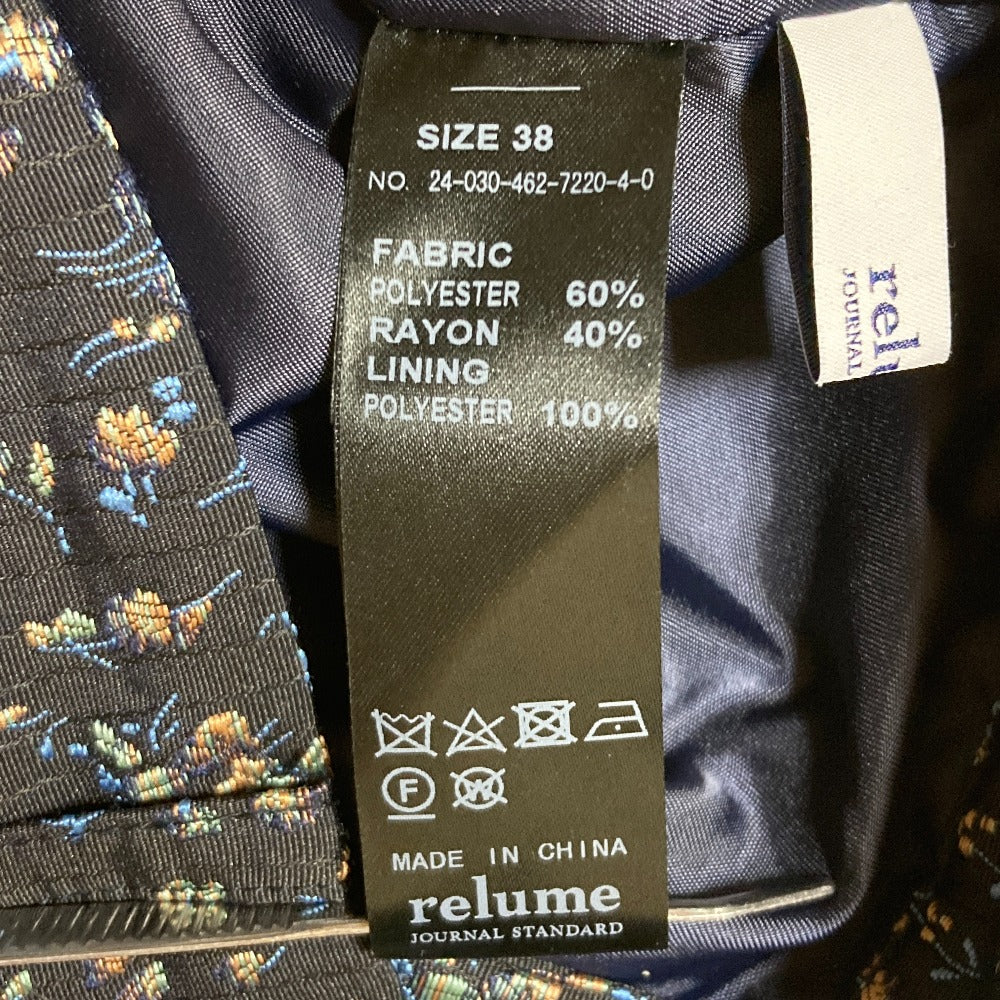 SIZE 38
NO. 24-030-462-7220-4-0
FABRIC
POLYESTER 60%
RAYON 40%
LINING
POLYESTER 100%
F
W
MADE IN CHINA
relume
JOURNAL STANDARD
JOURNAL